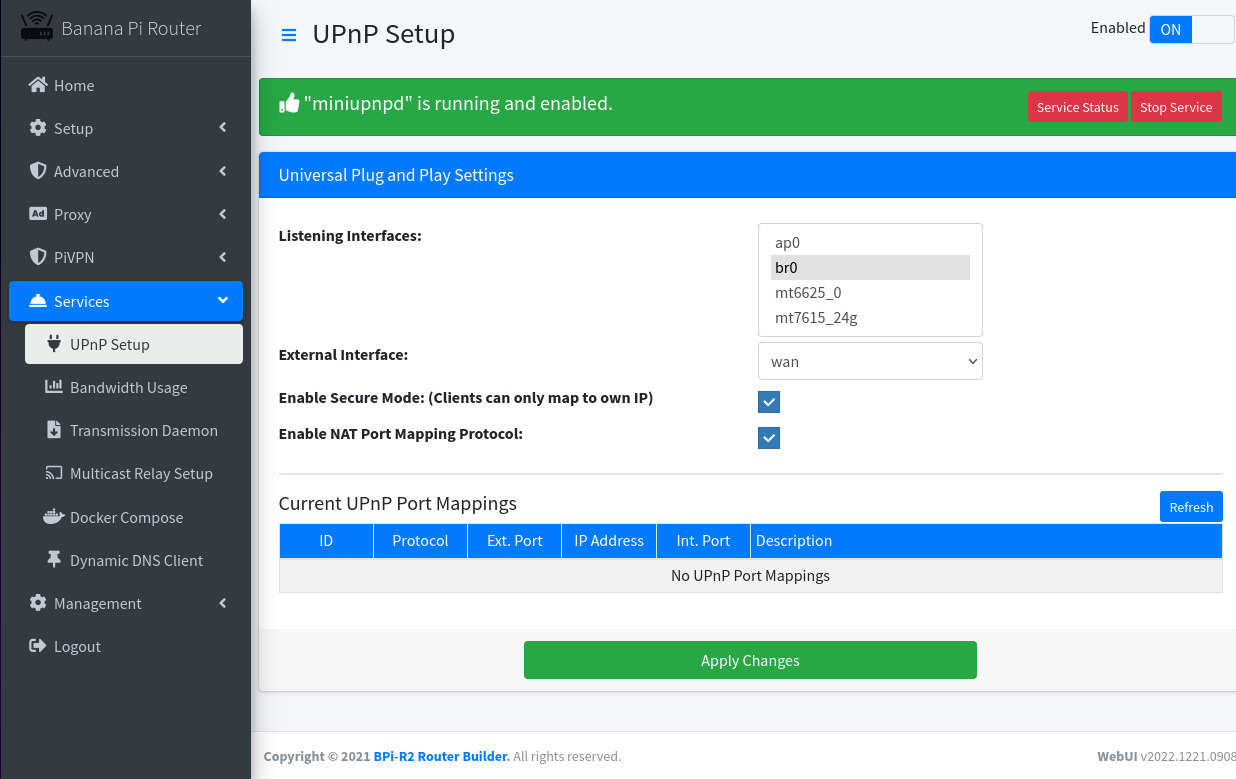 Banana Pi Router
Home
Setup
Advanced
Ad Proxy
PiVPN
Services
UPnP Setup
Bandwidth Usage
Transmission Daemon
Multicast Relay Setup
Docker Compose
Dynamic DNS Client
Management
Logout
UPnP Setup
Enabled ON
"miniupnpd" is running and enabled.
Service Status Stop Service
Universal Plug and Play Settings
Listening Interfaces:
ap0
br0
mt6625_0
mt7615_24g
External Interface:
wan
Enable Secure Mode: (Clients can only map to own IP)
Enable NAT Port Mapping Protocol:
Current UPnP Port Mappings
Refresh
ID Protocol Ext. Port IP Address Int. Port Description
No UPnP Port Mappings
Apply Changes
Copyright © 2021 BPi-R2 Router Builder. All rights reserved.
WebUI v2022.1221.0908